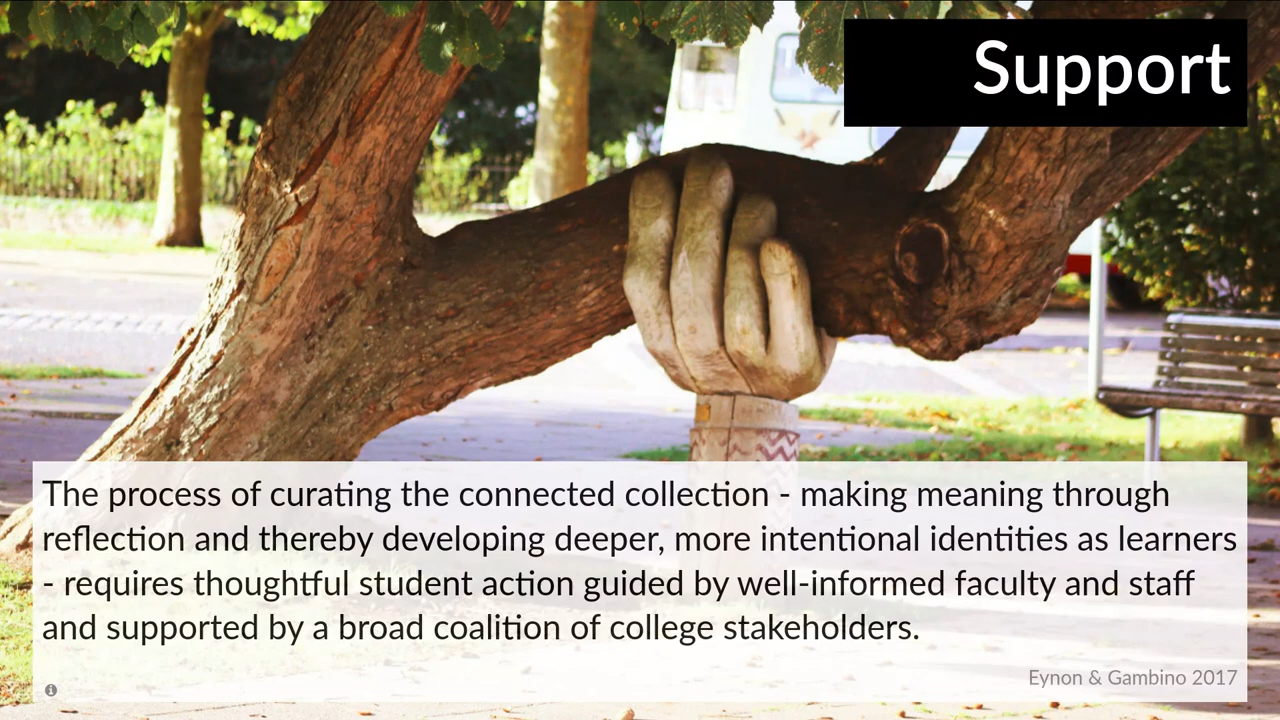 Support
The process of curating the connected collection - making meaning through
reflection and thereby developing deeper, more intentional identities as learners
- requires thoughtful student action guided by well-informed faculty and staff
and supported by a broad coalition of college stakeholders.
Eynon & Gambino 2017